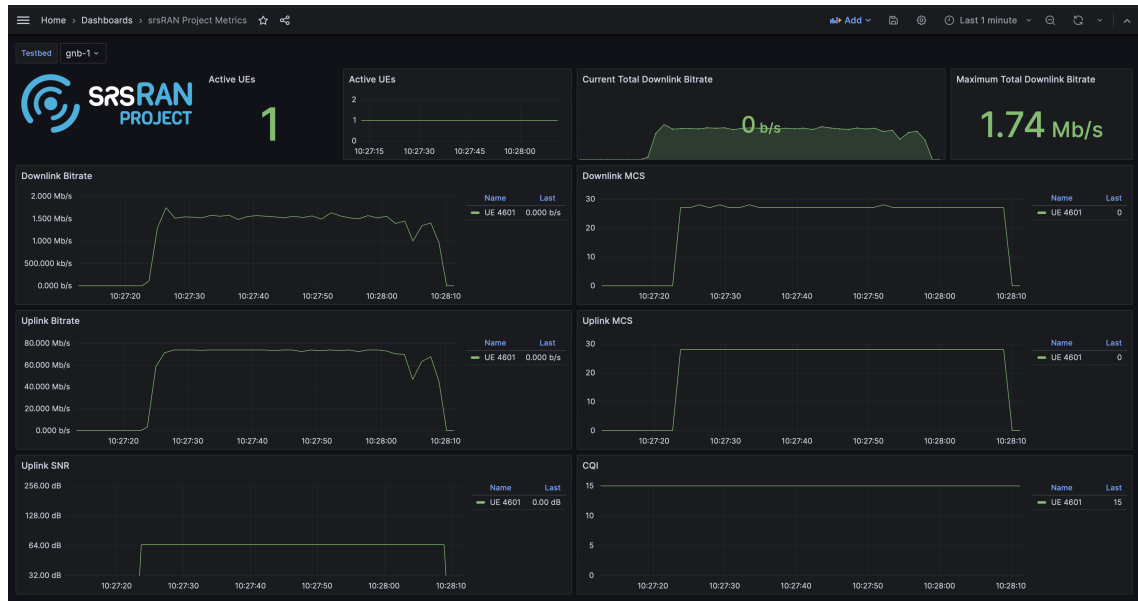 Home > Dashboards > srsRAN Project Metrics Add Last 1 minute
Testbed gnb-1
srsRAN
PROJECT
Active UEs
1
Active UEs
2
1
0
10:27:15 10:27:30 10:27:45 10:28:00
Current Total Downlink Bitrate
0 b/s
Maximum Total Downlink Bitrate
1.74 Mb/s
Downlink Bitrate
2.000 Mb/s
1.500 Mb/s
1.000 Mb/s
500.000 kb/s
0.000 b/s
10:27:20 10:27:30 10:27:40 10:27:50 10:28:00 10:28:10
Name Last
UE 4601 0.000 b/s
Downlink MCS
30
20
10
0
10:27:20 10:27:30 10:27:40 10:27:50 10:28:00 10:28:10
Name Last
UE 4601 0
Uplink Bitrate
80.000 Mb/s
60.000 Mb/s
40.000 Mb/s
20.000 Mb/s
0.000 b/s
10:27:20 10:27:30 10:27:40 10:27:50 10:28:00 10:28:10
Name Last
UE 4601 0.000 b/s
Uplink MCS
30
20
10
0
10:27:20 10:27:30 10:27:40 10:27:50 10:28:00 10:28:10
Name Last
UE 4601 0
Uplink SNR
256.00 dB
128.00 dB
64.00 dB
32.00 dB
10:27:20 10:27:30 10:27:40 10:27:50 10:28:00 10:28:10
Name Last
UE 4601 0.00 dB
CQI
15
10
5
0
10:27:20 10:27:30 10:27:40 10:27:50 10:28:00 10:28:10
Name Last
UE 4601 15